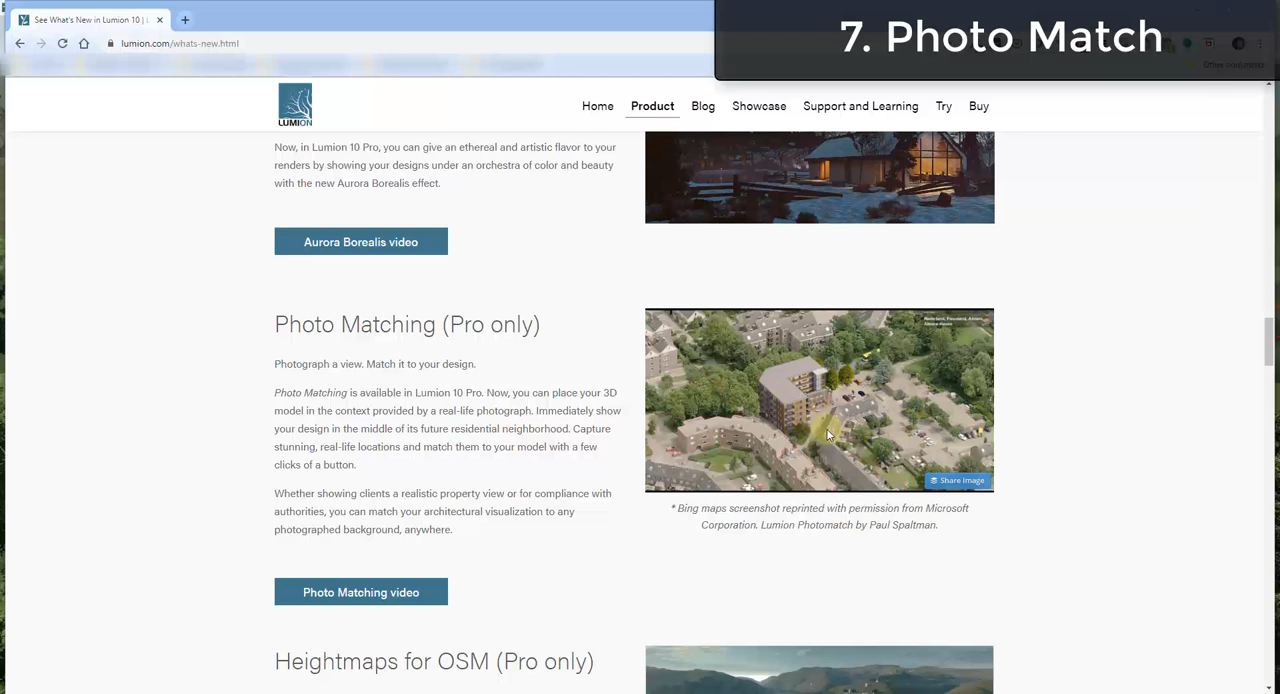 See What's New in Lumion 10 |
7. Photo Match
lumion.com/whats-new.html
LUMION
Home
Product
Blog
Showcase
Support and Learning
Try
Buy
Now, in Lumion 10 Pro, you can give an ethereal and artistic flavor to your
renders by showing your designs under an orchestra of color and beauty
with the new Aurora Borealis effect.
Aurora Borealis video
Photo Matching (Pro only)
Photograph a view. Match it to your design.
Photo Matching is available in Lumion 10 Pro. Now, you can place your 3D
model in the context provided by a real-life photograph. Immediately show
your design in the middle of its future residential neighborhood. Capture
stunning, real-life locations and match them to your model with a few
clicks of a button.
Whether showing clients a realistic property view or for compliance with
authorities, you can match your architectural visualization to any
photographed background, anywhere.
Share Image
* Bing maps screenshot reprinted with permission from Microsoft
Corporation. Lumion Photomatch by Paul Spaltman.
Photo Matching video
Heightmaps for OSM (Pro only)